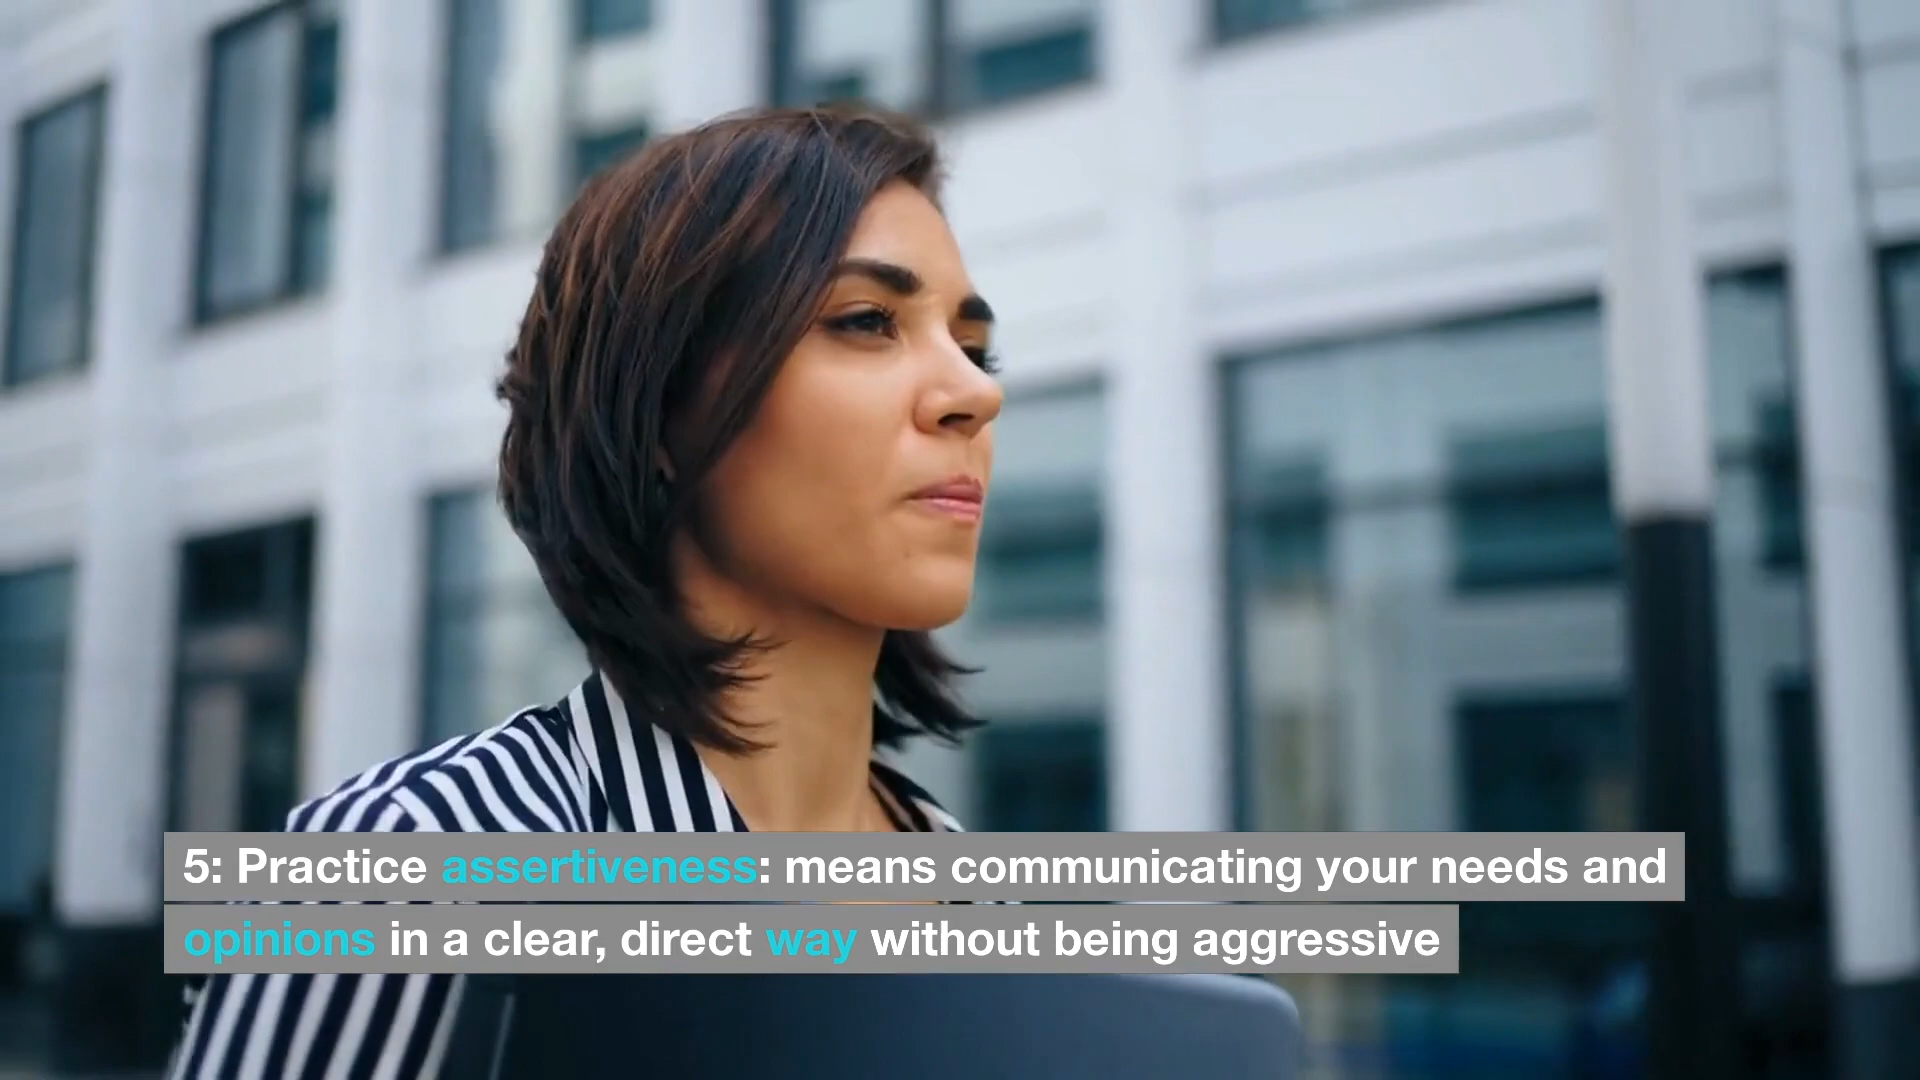 5: Practice assertiveness: means communicating your needs and
opinions in a clear, direct way without being aggressive